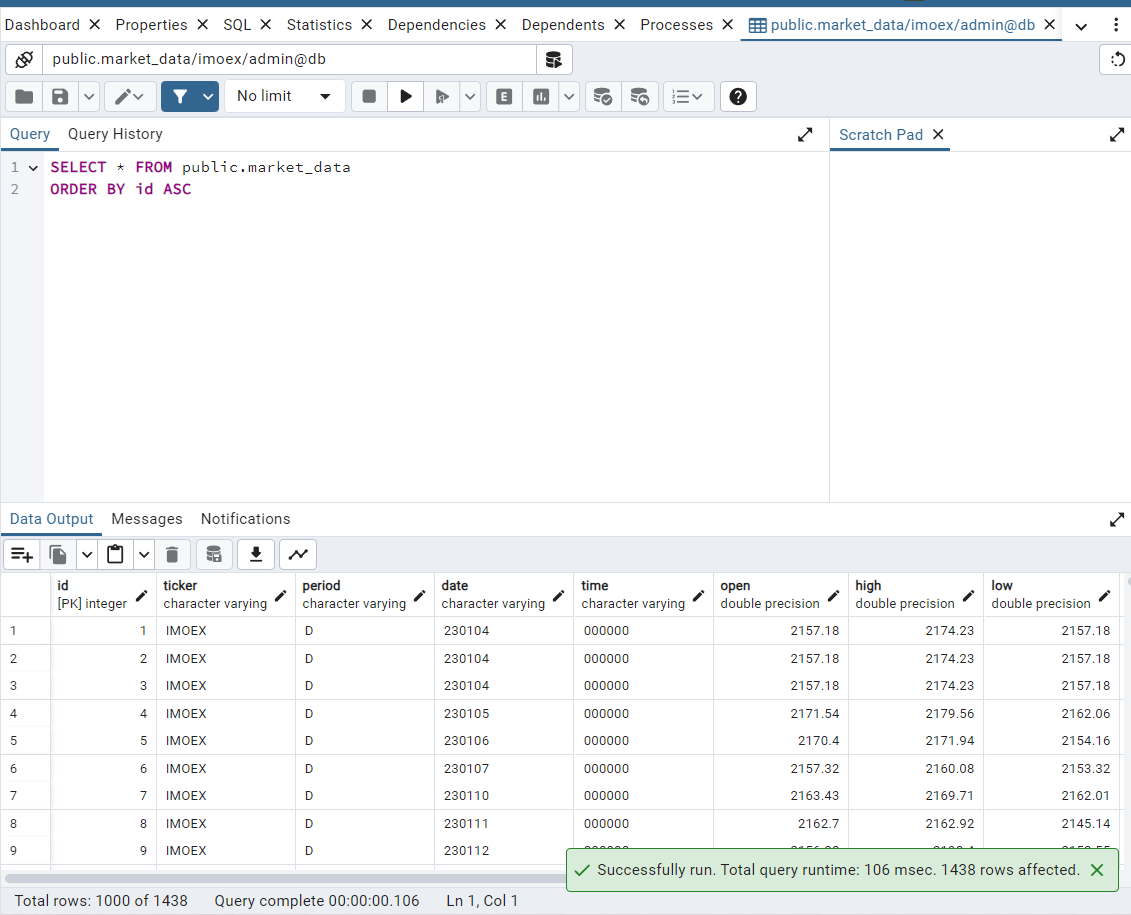 Dashboard Properties SQL Statistics Dependencies Dependents Processes public.market_data/imoex/admin@db
public.market_data/imoex/admin@db
No limit E
Query Query History Scratch Pad
1 SELECT * FROM public.market_data
2 ORDER BY id ASC
Data Output Messages Notifications
id ticker period date time open high low
[PK] integer character varying character varying character varying character varying double precision double precision double precision
1 1 IMOEX D 230104 000000 2157.18 2174.23 2157.18
2 2 IMOEX D 230104 000000 2157.18 2174.23 2157.18
3 3 IMOEX D 230104 000000 2157.18 2174.23 2157.18
4 4 IMOEX D 230105 000000 2171.54 2179.56 2162.06
5 5 IMOEX D 230106 000000 2170.4 2171.94 2154.16
6 6 IMOEX D 230107 000000 2157.32 2160.08 2153.32
7 7 IMOEX D 230110 000000 2163.43 2169.71 2162.01
8 8 IMOEX D 230111 000000 2162.7 2162.92 2145.14
9 9 IMOEX D 230112
Successfully run. Total query runtime: 106 msec. 1438 rows affected.
Total rows: 1000 of 1438 Query complete 00:00:00.106 Ln 1, Col 1